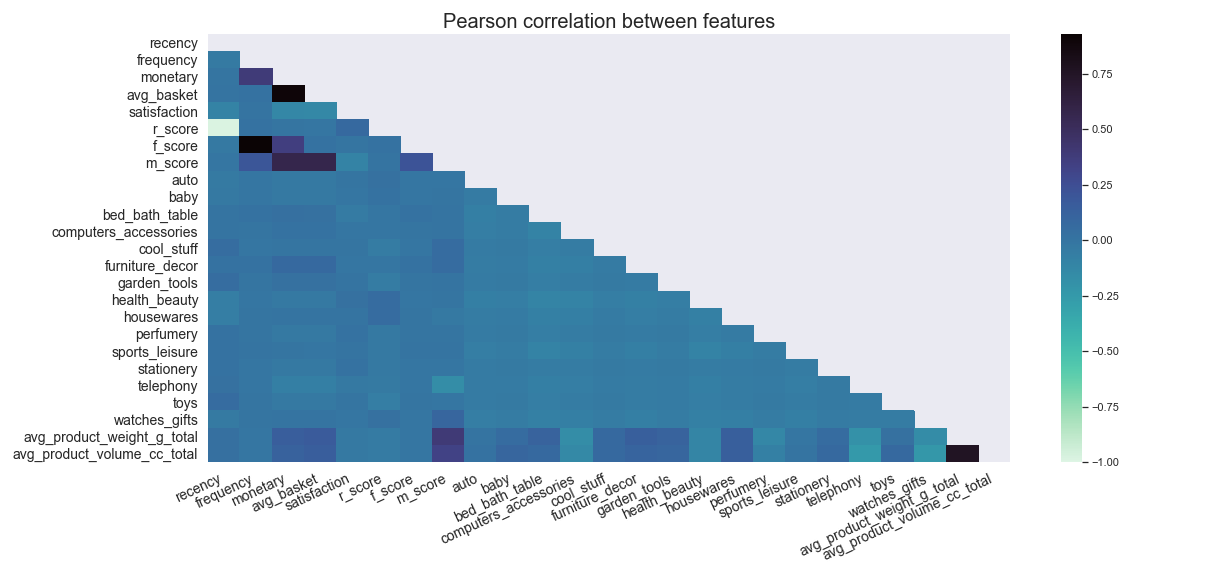 Pearson correlation between features
recency
frequency
monetary
avg_basket
satisfaction
r_score
f_score
m_score
auto
baby
bed_bath_table
computers_accessories
cool_stuff
furniture_decor
garden_tools
health_beauty
housewares
perfumery
sports_leisure
stationery
telephony
toys
watches_gifts
avg_product_weight_g_total
avg_product_volume_cc_total
recency
frequency
monetary
avg_basket
satisfaction
r_score
f_score
m_score
auto
baby
bed_bath_table
computers_accessories
cool_stuff
furniture_decor
garden_tools
health_beauty
housewares
perfumery
sports_leisure
stationery
telephony
toys
watches_gifts
avg_product_weight_g_total
avg_product_volume_cc_total
0.75
0.50
0.25
0.00
−0.25
−0.50
−0.75
−1.00